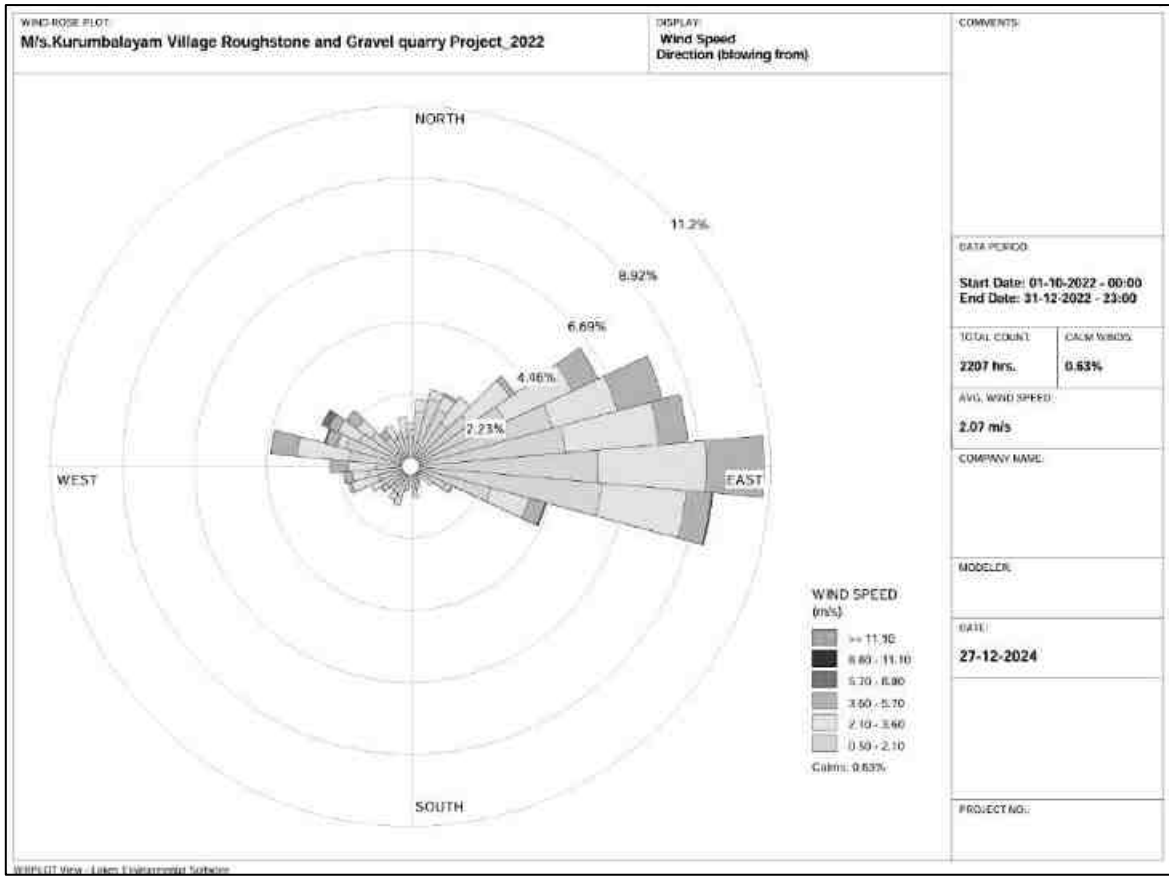 WIND ROSE PLOT:
M/s.Kurumbalayam Village Roughstone and Gravel quarry Project_2022
DISPLAY:
Wind Speed
Direction (blowing from)
COMMENTS:
NORTH
11.2%
8.92%
6.69%
4.46%
2.23%
WEST
EAST
SOUTH
WIND SPEED
(m/s)
>= 11.10
8.80 - 11.10
5.70 - 8.80
3.60 - 5.70
2.10 - 3.60
0.50 - 2.10
Calms: 0.63%
DATA PERIOD:
Start Date: 01-10-2022 - 00:00
End Date: 31-12-2022 - 23:00
TOTAL COUNT:
CALM WINDS:
2207 hrs.
0.63%
AVG. WIND SPEED:
2.07 m/s
COMPANY NAME:
MODELER:
DATE:
27-12-2024
PROJECT NO.:
WRPLOT View - Lakes Environmental Software